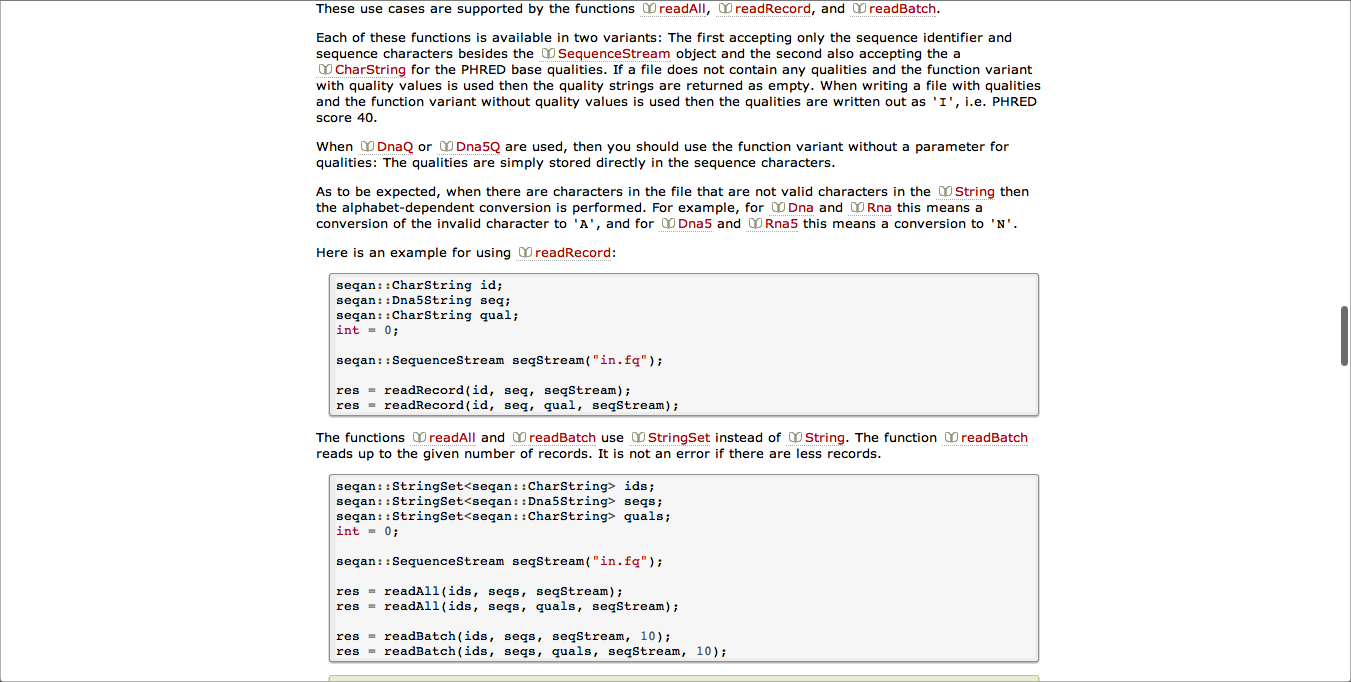 These use cases are supported by the functions readAll, readRecord, and readBatch.
Each of these functions is available in two variants: The first accepting only the sequence identifier and
sequence characters besides the SequenceStream object and the second also accepting the a
CharString for the PHRED base qualities. If a file does not contain any qualities and the function variant
with quality values is used then the quality strings are returned as empty. When writing a file with qualities
and the function variant without quality values is used then the qualities are written out as 'I', i.e. PHRED
score 40.
When DnaQ or Dna5Q are used, then you should use the function variant without a parameter for
qualities: The qualities are simply stored directly in the sequence characters.
As to be expected, when there are characters in the file that are not valid characters in the String then
the alphabet-dependent conversion is performed. For example, for Dna and Rna this means a
conversion of the invalid character to 'A', and for Dna5 and Rna5 this means a conversion to 'N'.
Here is an example for using readRecord:
seqan::CharString id;
seqan::Dna5String seq;
seqan::CharString qual;
int = 0;
seqan::SequenceStream seqStream("in.fq");
res = readRecord(id, seq, seqStream);
res = readRecord(id, seq, qual, seqStream);
The functions readAll and readBatch use StringSet instead of String. The function readBatch
reads up to the given number of records. It is not an error if there are less records.
seqan::StringSet<seqan::CharString> ids;
seqan::StringSet<seqan::Dna5String> seqs;
seqan::StringSet<seqan::CharString> quals;
int = 0;
seqan::SequenceStream seqStream("in.fq");
res = readAll(ids, seqs, seqStream);
res = readAll(ids, seqs, quals, seqStream);
res = readBatch(ids, seqs, seqStream, 10);
res = readBatch(ids, seqs, quals, seqStream, 10);